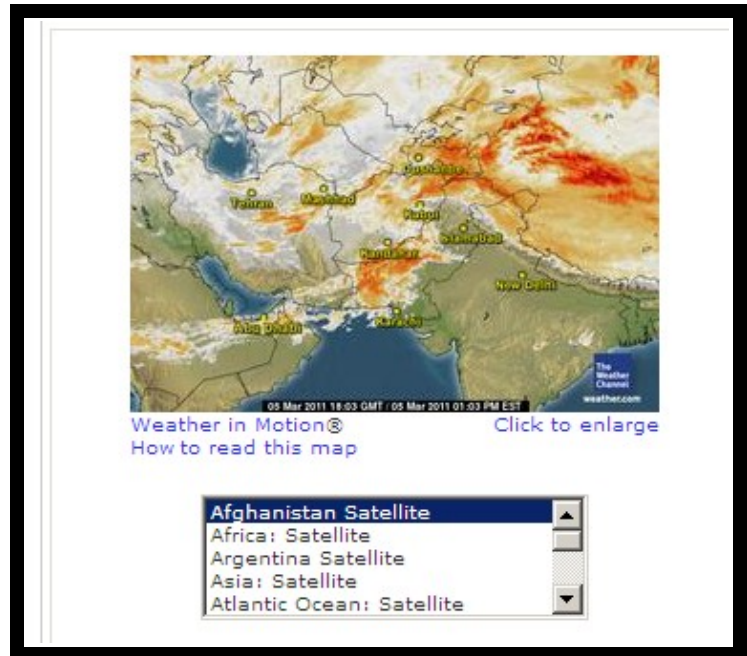 Dushanbe
Tehran
Mashhad
Kabul
Islamabad
Kandahar
New Delhi
Abu Dhabi
Karachi
The
Weather
Channel
weather.com
05 Mar 2011 18:03 GMT / 05 Mar 2011 01:03 PM EST
Weather in Motion® Click to enlarge
How to read this map
Afghanistan Satellite
Africa: Satellite
Argentina Satellite
Asia: Satellite
Atlantic Ocean: Satellite